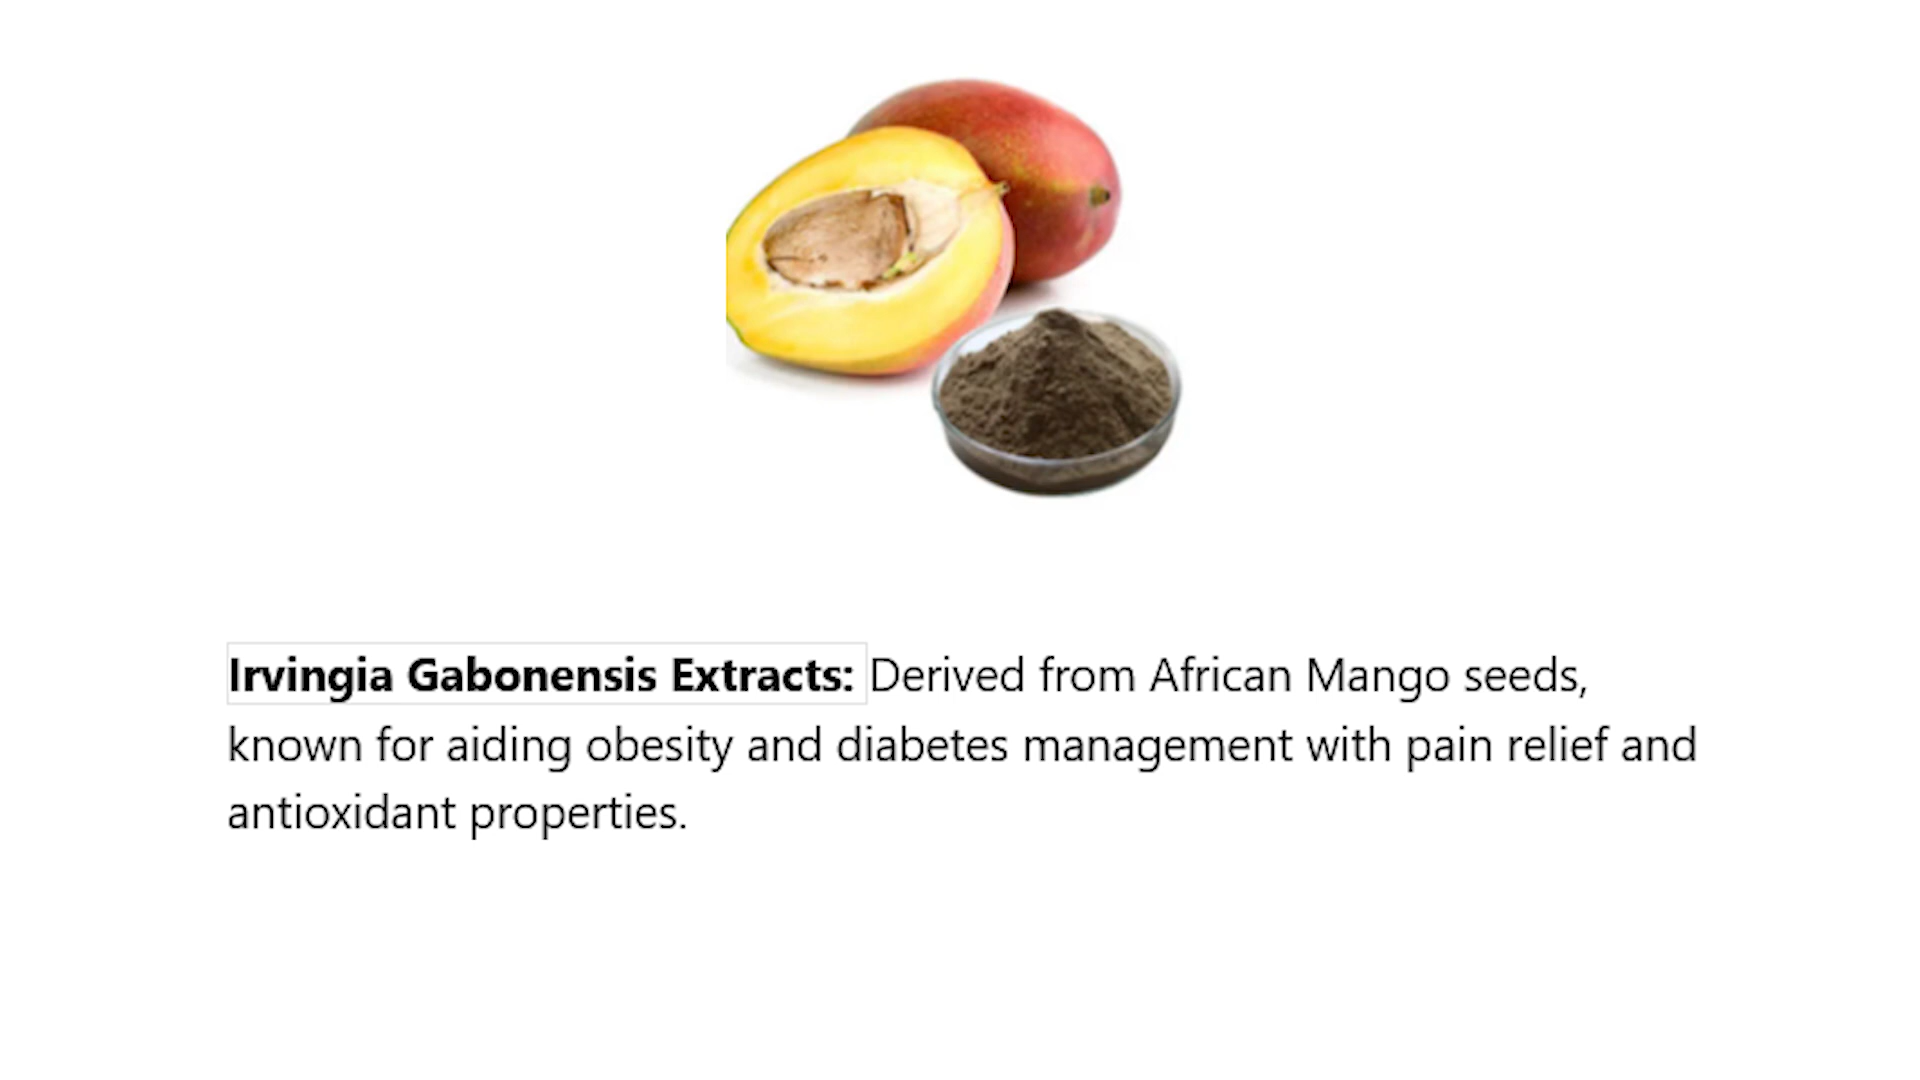 Irvingia Gabonensis Extracts: Derived from African Mango seeds,
known for aiding obesity and diabetes management with pain relief and
antioxidant properties.